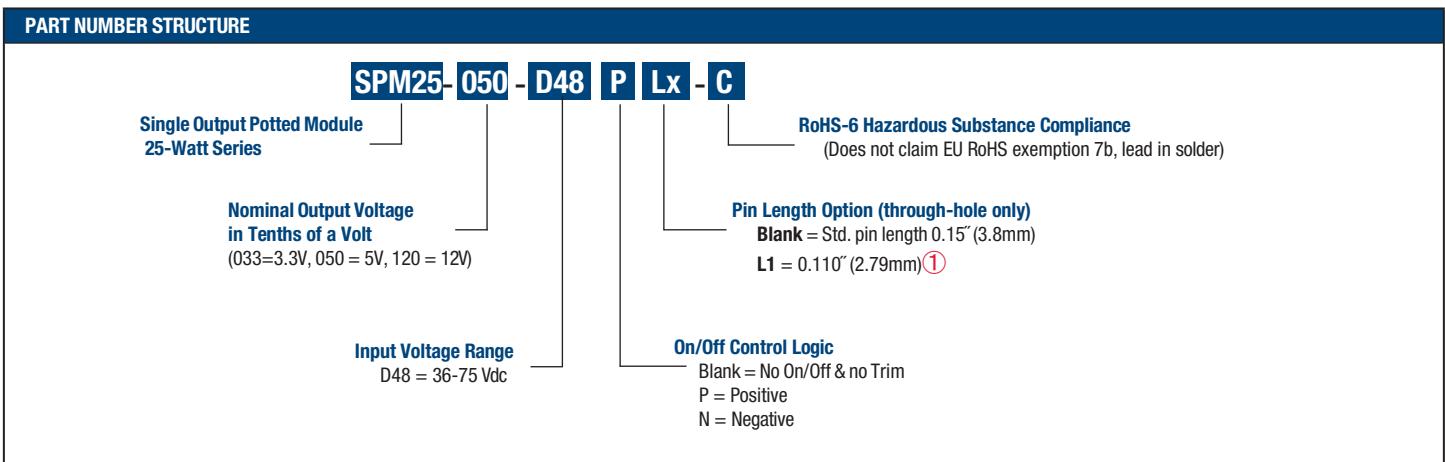 PART NUMBER STRUCTURE
SPM25 - 050 - D48 P Lx - C
Single Output Potted Module
25-Watt Series
RoHS-6 Hazardous Substance Compliance
(Does not claim EU RoHS exemption 7b, lead in solder)
Nominal Output Voltage
in Tenths of a Volt
(033=3.3V, 050 = 5V, 120 = 12V)
Pin Length Option (through-hole only)
Blank = Std. pin length 0.15˝ (3.8mm)
L1 = 0.110˝ (2.79mm)①
Input Voltage Range
D48 = 36-75 Vdc
On/Off Control Logic
Blank = No On/Off & no Trim
P = Positive
N = Negative